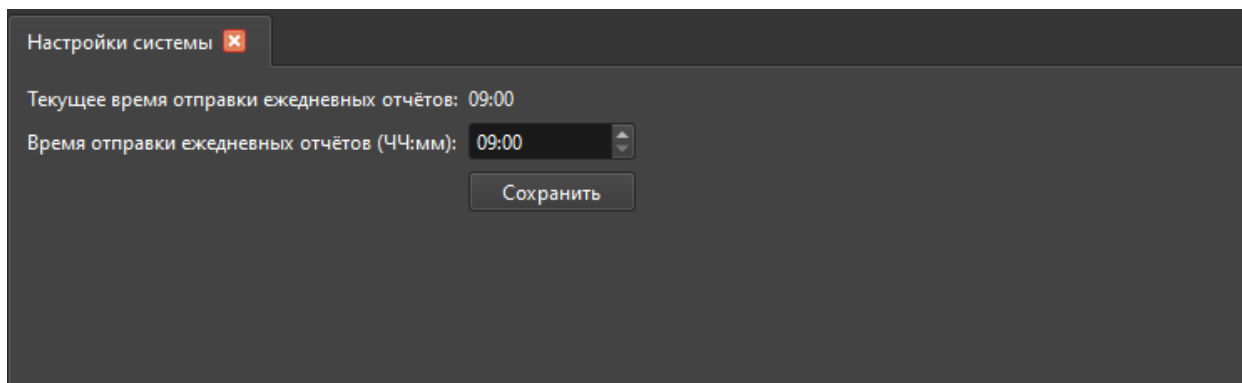 Настройки системы
Текущее время отправки ежедневных отчётов: 09:00
Время отправки ежедневных отчётов (ЧЧ:мм): 09:00
Сохранить